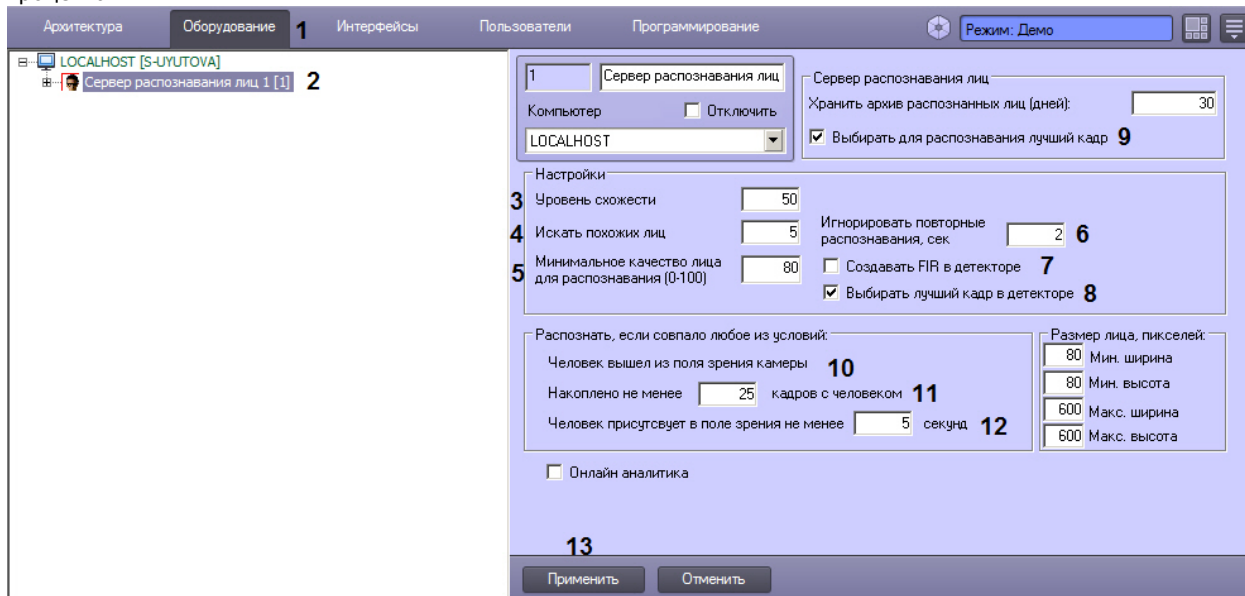 Архитектура Оборудование 1 Интерфейсы Пользователи Программирование Режим: Демо
LOCALHOST [S-UYUTOVA]
Сервер распознавания лиц 1 [1] 2
1 Сервер распознавания лиц
Компьютер Отключить
LOCALHOST
Сервер распознавания лиц
Хранить архив распознанных лиц (дней): 30
Выбирать для распознавания лучший кадр 9
Настройки
3 Уровень схожести 50
4 Искать похожих лиц 5
5 Минимальное качество лица
для распознавания (0-100) 80
Игнорировать повторные
распознавания, сек 2 6
Создавать FIR в детекторе 7
Выбирать лучший кадр в детекторе 8
Распознать, если совпало любое из условий:
Человек вышел из поля зрения камеры 10
Накоплено не менее 25 кадров с человеком 11
Человек присутсвует в поле зрения не менее 5 секунд 12
Размер лица, пикселей:
80 Мин. ширина
80 Мин. высота
600 Макс. ширина
600 Макс. высота
Онлайн аналитика
13
Применить Отменить